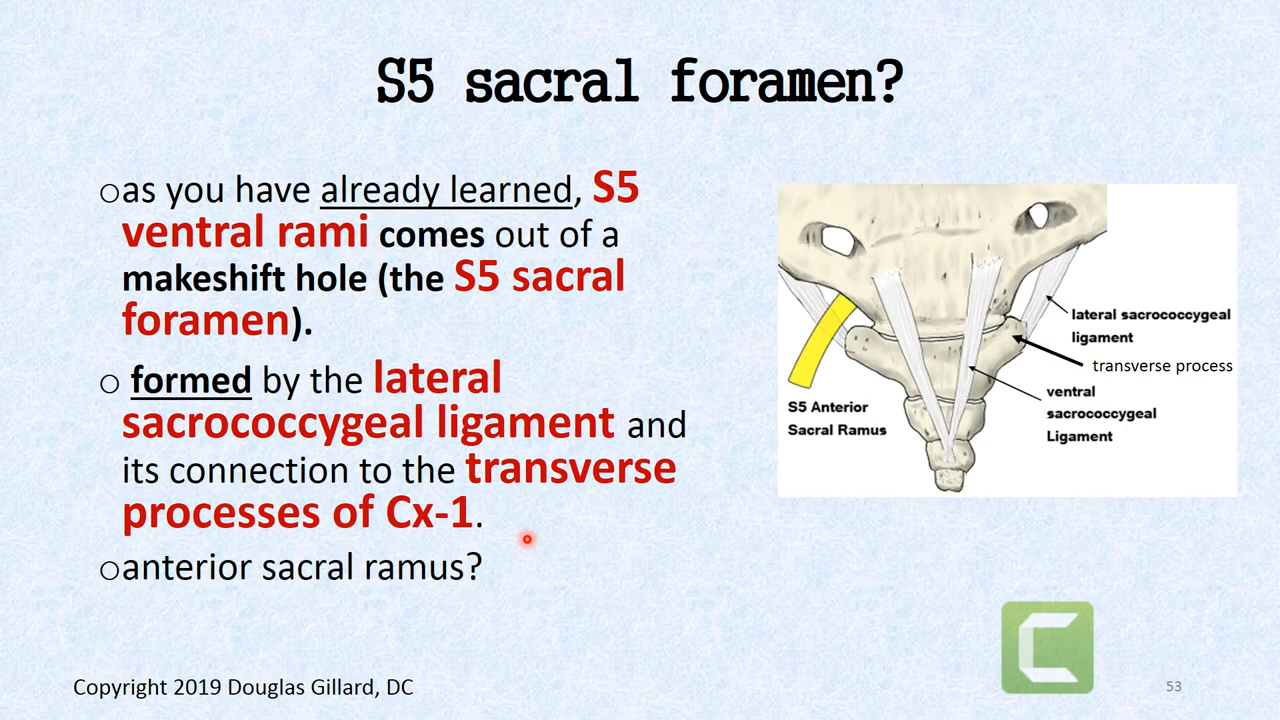 S5 sacral foramen?
○as you have already learned, S5
ventral rami comes out of a
makeshift hole (the S5 sacral
foramen).
○ formed by the lateral
sacrococcygeal ligament and
its connection to the transverse
processes of Cx-1.
○anterior sacral ramus?
lateral sacrococcygeal
ligament
transverse process
ventral
sacrococcygeal
Ligament
S5 Anterior
Sacral Ramus
Copyright 2019 Douglas Gillard, DC
53